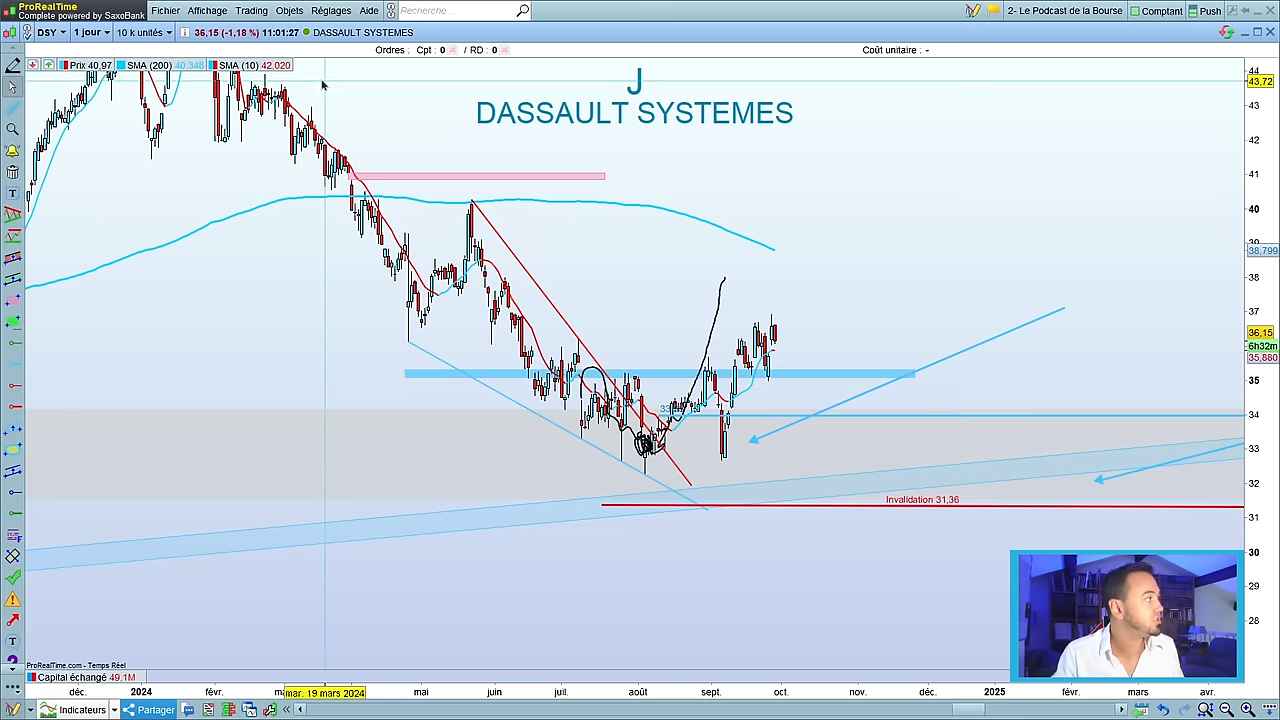 ProRealTime
Complete powered by SaxoBank
Fichier Affichage Trading Objets Réglages Aide Recherche 2- Le Podcast de la Bourse Comptant Push
DSY 1 jour 10 k unités 36,15 (-1,18 %) 11:01:27 DASSAULT SYSTEMES
Ordres : Cpt : 0 / RD : 0 Coût unitaire : -
Prix 40,97 SMA (200) 40,348 SMA (10) 42,020
J
DASSAULT SYSTEMES
44
43,72
43
42
41
40
39
38,799
38
37
36,15
6h32m
35,880
35
34
33
Invalidation 31,36
32
31
30
29
28
ProRealTime.com - Temps Réel
Capital échangé 49.1M
déc. 2024 févr. mar. 19 mars 2024 mai juin juil. août sept. oct. nov. déc. 2025 févr. mars avr.
Indicateurs Partager